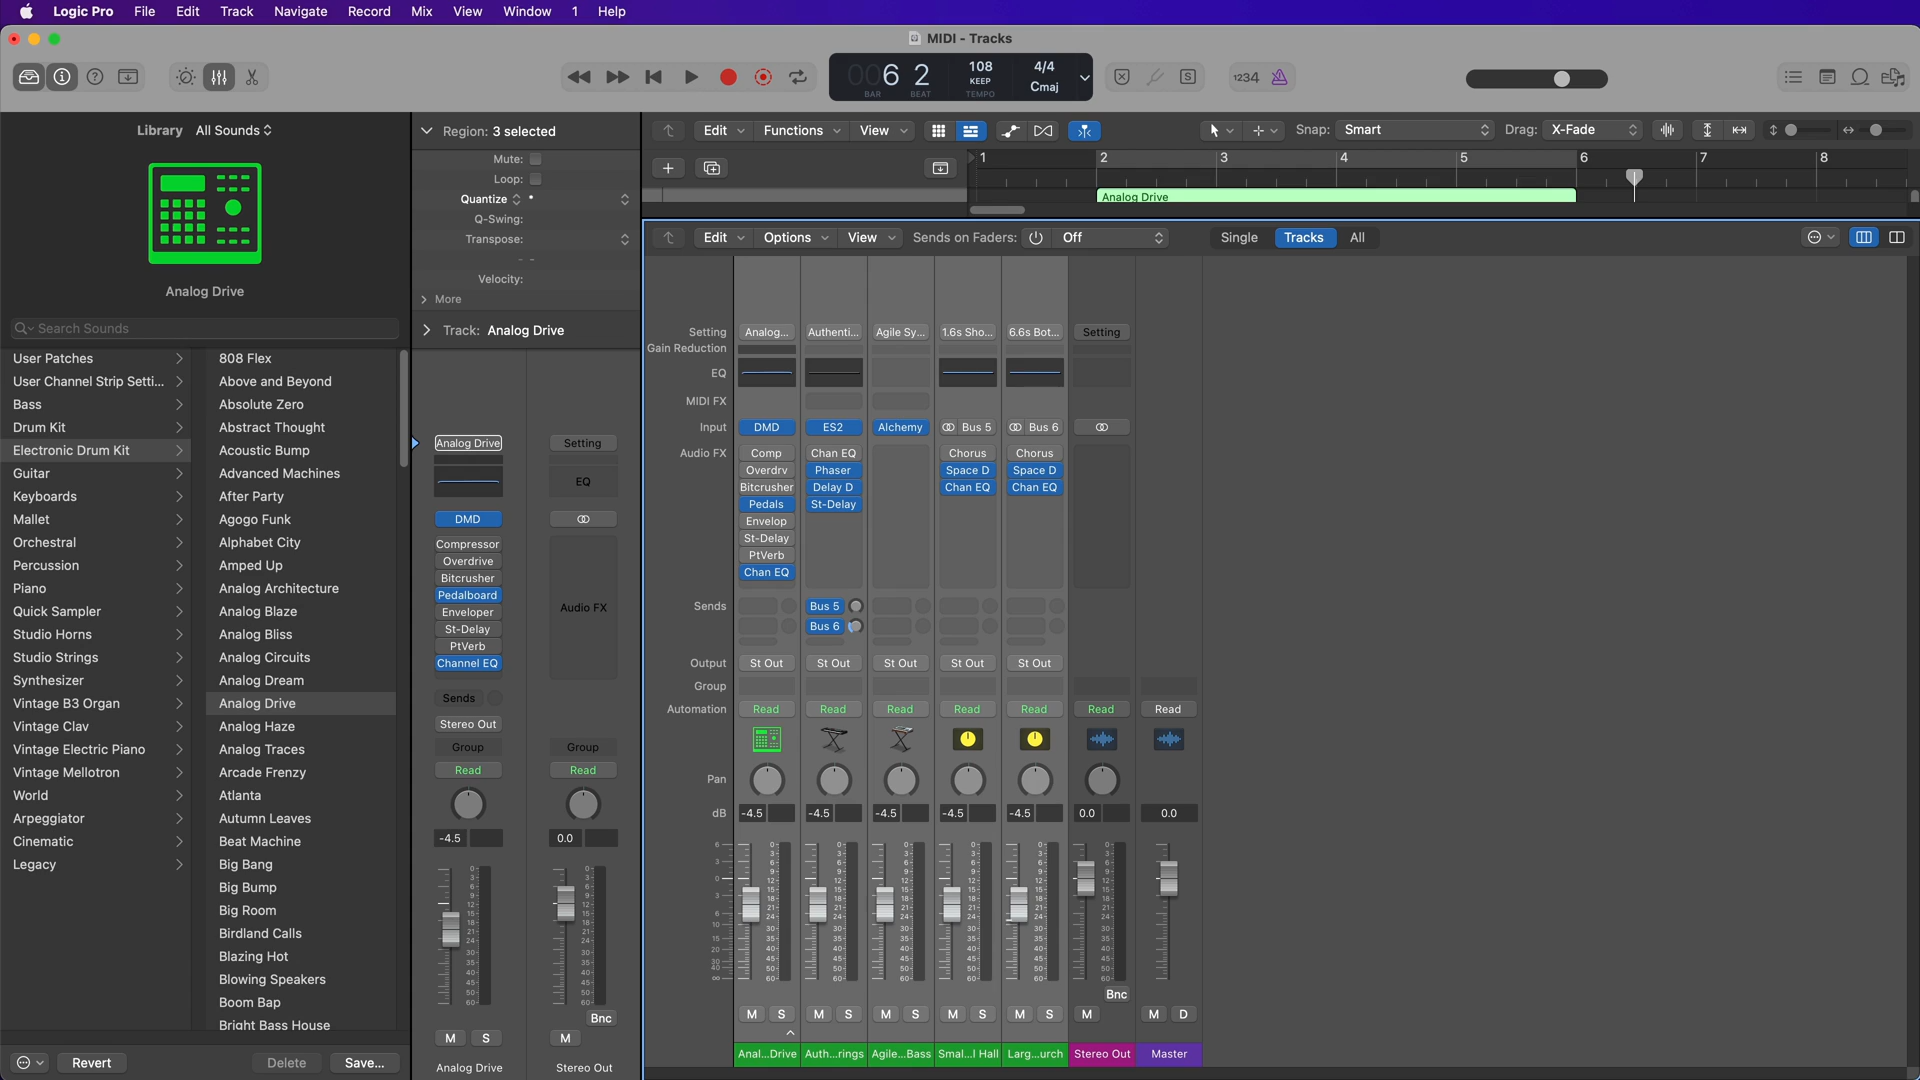 Logic Pro File Edit Track Navigate Record Mix View Window 1 Help
MIDI - Tracks
006 2 108 4/4
KEEP Cmaj
BAR BEAT TEMPO
1234
Library All Sounds
Analog Drive
Search Sounds
User Patches
User Channel Strip Setti...
Bass
Drum Kit
Electronic Drum Kit
Guitar
Keyboards
Mallet
Orchestral
Percussion
Piano
Quick Sampler
Studio Horns
Studio Strings
Synthesizer
Vintage B3 Organ
Vintage Clav
Vintage Electric Piano
Vintage Mellotron
World
Arpeggiator
Cinematic
Legacy
808 Flex
Above and Beyond
Absolute Zero
Abstract Thought
Acoustic Bump
Advanced Machines
After Party
Agogo Funk
Alphabet City
Amped Up
Analog Architecture
Analog Blaze
Analog Bliss
Analog Circuits
Analog Dream
Analog Drive
Analog Haze
Analog Traces
Arcade Frenzy
Atlanta
Autumn Leaves
Beat Machine
Big Bang
Big Bump
Big Room
Birdland Calls
Blazing Hot
Blowing Speakers
Boom Bap
Bright Bass House
Revert Delete Save...
Region: 3 selected
Mute:
Loop:
Quantize
Q-Swing:
Transpose:
Velocity:
More
Track: Analog Drive
Analog Drive Setting
EQ
DMD
Compressor
Overdrive
Bitcrusher
Pedalboard
Enveloper
St-Delay
PtVerb
Channel EQ
Audio FX
Sends
Stereo Out
Group Group
Read Read
-4.5 0.0
Bnc
M S M
Analog Drive Stereo Out
Edit Functions View Snap: Smart Drag: X-Fade
1 2 3 4 5 6 7 8
Analog Drive
Edit Options View Sends on Faders: Off Single Tracks All
Setting Analog... Authenti... Agile Sy... 1.6s Sho... 6.6s Bot... Setting
Gain Reduction
EQ
MIDI FX
Input DMD ES2 Alchemy Bus 5 Bus 6
Audio FX Comp Chan EQ Chorus Chorus
Overdrv Phaser Space D Space D
Bitcrusher Delay D Chan EQ Chan EQ
Pedals St-Delay
Envelop
St-Delay
PtVerb
Chan EQ
Sends Bus 5
Bus 6
Output St Out St Out St Out St Out St Out
Group
Automation Read Read Read Read Read Read Read
Pan
dB -4.5 -4.5 -4.5 -4.5 -4.5 0.0 0.0
Bnc
M S M S M S M S M S M M D
Anal...Drive Auth...rings Agile...Bass Smal...l Hall Larg...urch Stereo Out Master